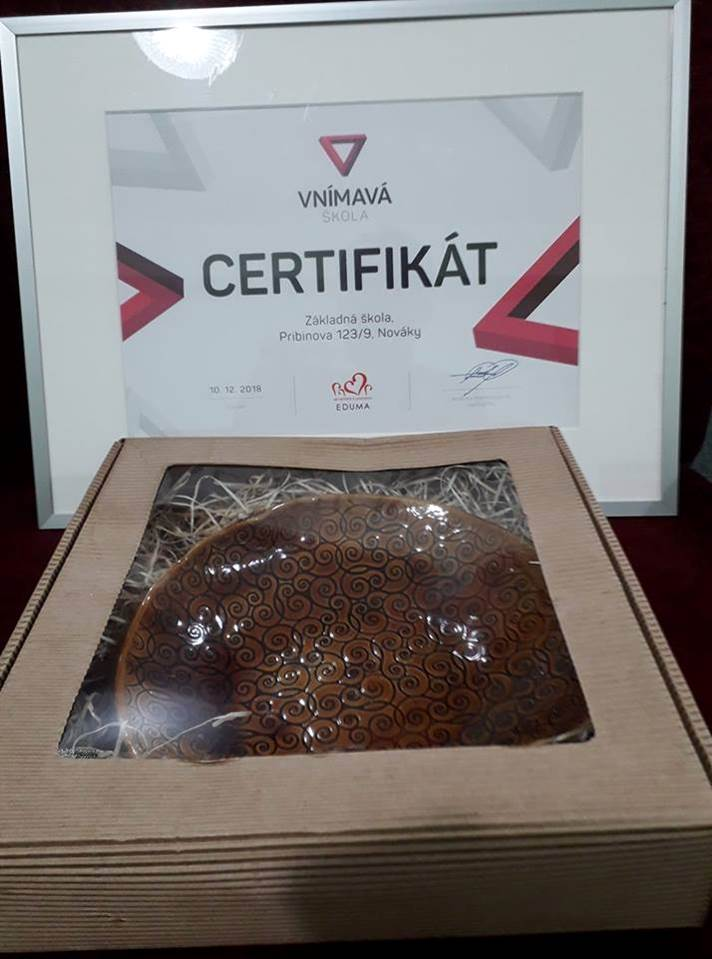 VNÍMAVÁ
ŠKOLA
CERTIFIKÁT
Základná škola,
Pribinova 123/9, Nováky
10. 12. 2018
EDUMA